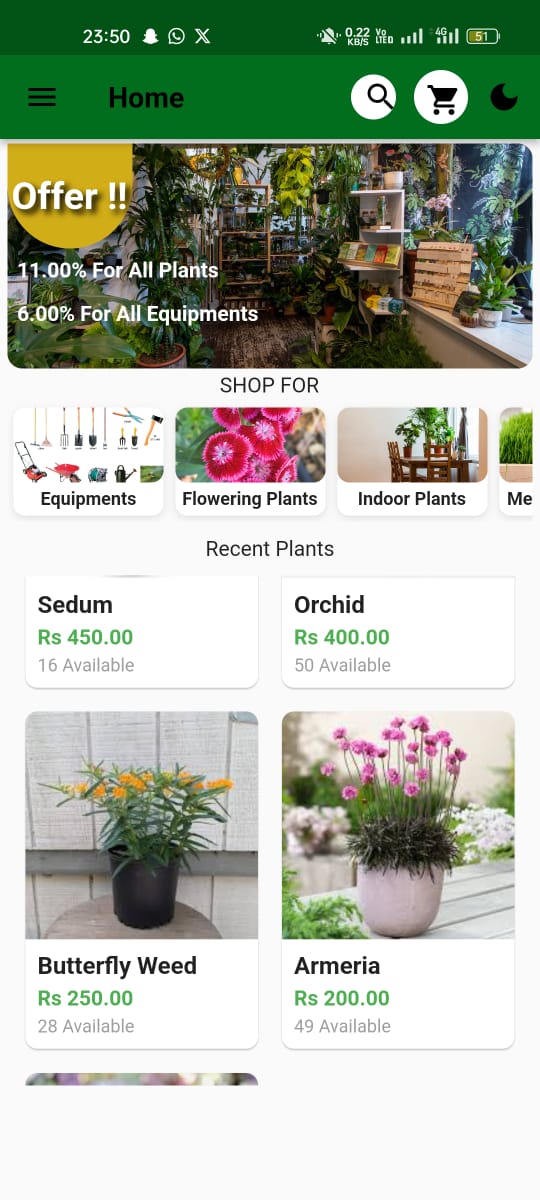 23:50
0.22 KB/S
Vo LTE
4G
51
Home
Offer !!
11.00% For All Plants
6.00% For All Equipments
SHOP FOR
Equipments Flowering Plants Indoor Plants Me
Recent Plants
Sedum Orchid
Rs 450.00 Rs 400.00
16 Available 50 Available
Butterfly Weed Armeria
Rs 250.00 Rs 200.00
28 Available 49 Available